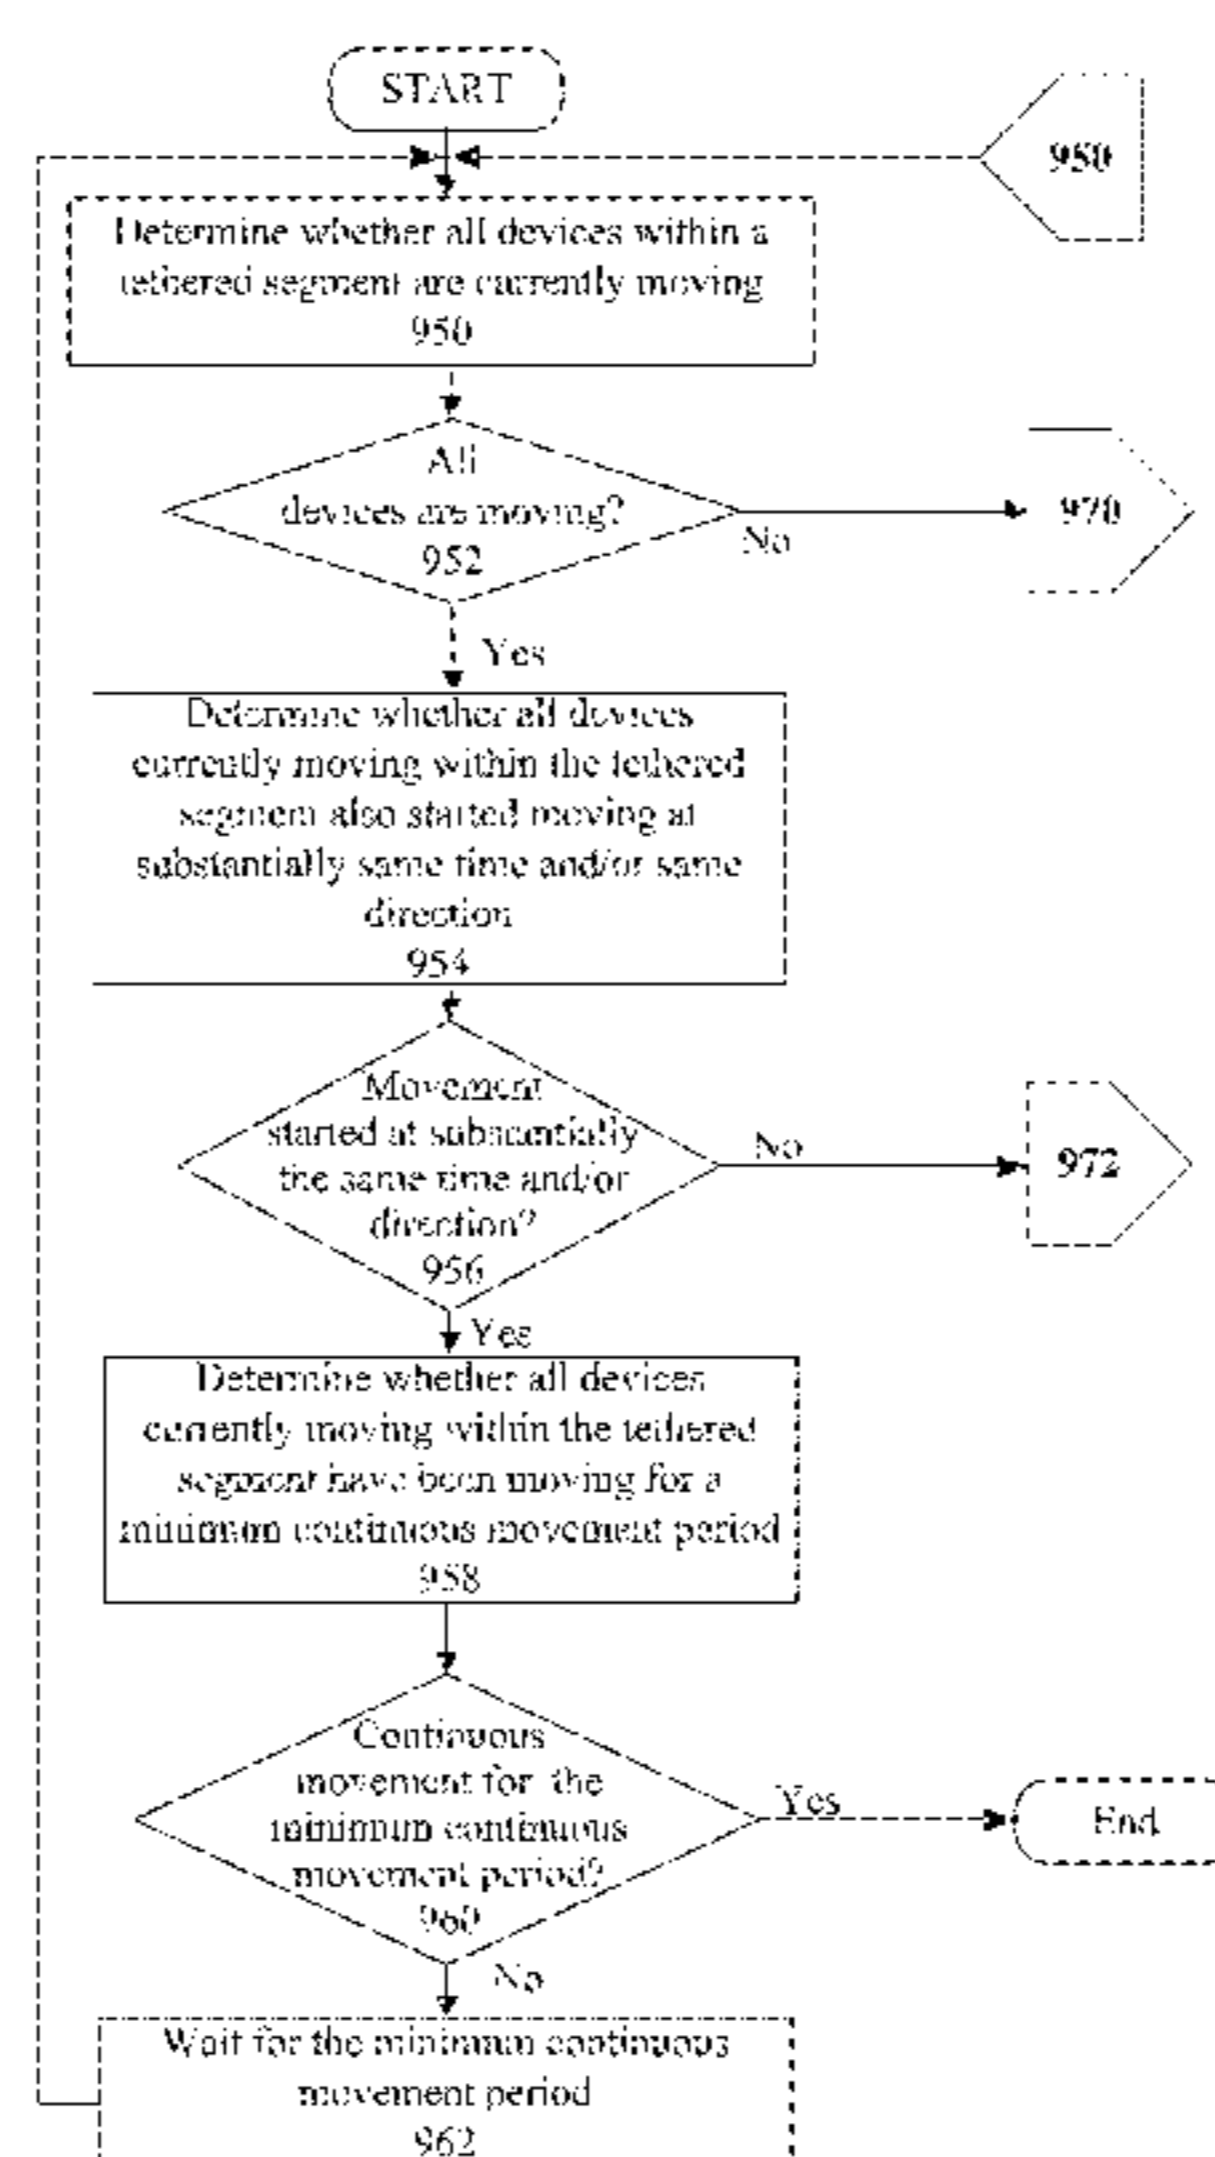 START
950
Determine whether all devices within a
tethered segment are currently moving
950
All
devices are moving?
952
No
970
Yes
Determine whether all devices
currently moving within the tethered
segment also started moving at
substantially same time and/or same
direction
954
Movement
started at substantially
the same time and/or
direction?
956
No
972
Yes
Determine whether all devices
currently moving within the tethered
segment have been moving for a
minimum continuous movement period
958
Continuous
movement for the
minimum continuous
movement period?
960
Yes
End
No
Wait for the minimum continuous
movement period
962